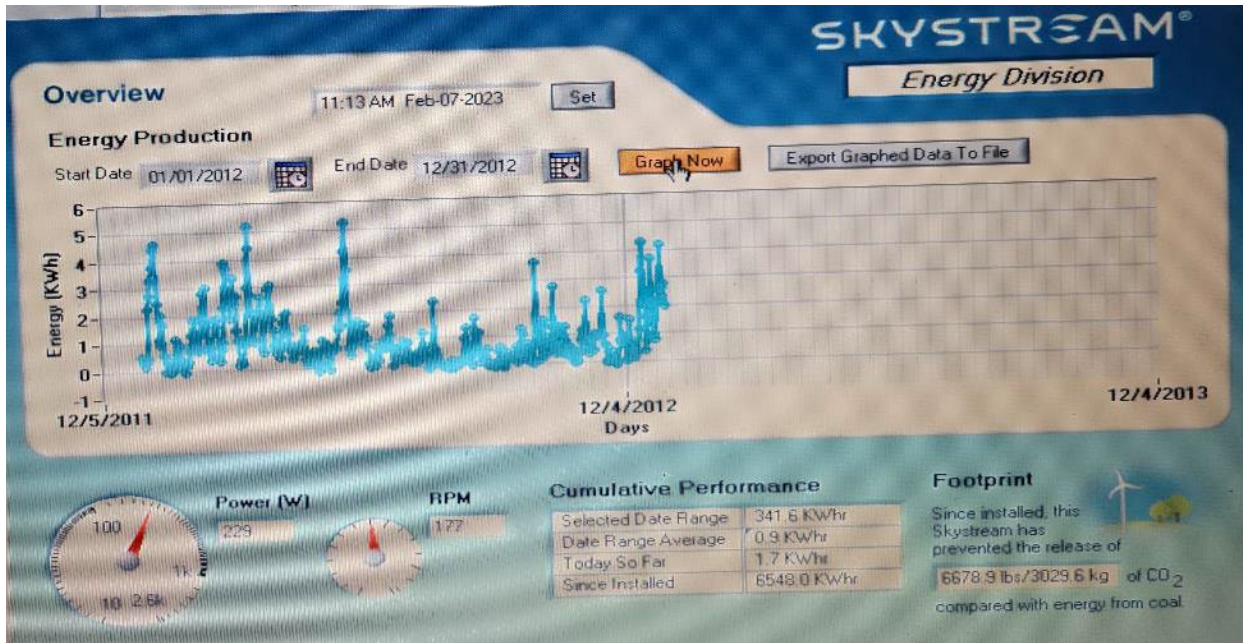 SKYSTREAM®
Energy Division
Overview
11:13 AM Feb-07-2023
Set
Energy Production
Start Date 01/01/2012
End Date 12/31/2012
Graph Now
Export Graphed Data To File
Energy (KWh)
6
5
4
3
2
1
0
-1
12/5/2011
12/4/2012
12/4/2013
Days
Power (W)
229
100
1k
10
2.6k
RPM
177
Cumulative Performance
Selected Date Range 341.6 KWhr
Date Range Average 0.9 KWhr
Today So Far 1.7 KWhr
Since Installed 6548.0 KWhr
Footprint
Since installed, this
Skystream has
prevented the release of
6678.9 lbs/3029.6 kg of CO2
compared with energy from coal.